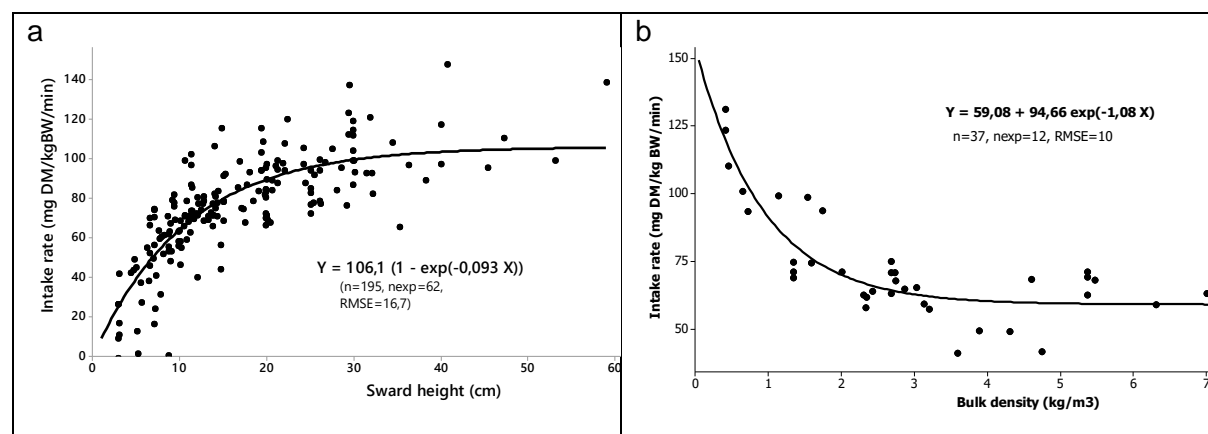 a
Intake rate (mg DM/kgBW/min)
140
120
100
80
60
40
20
0
Y = 106,1 (1 - exp(-0,093 X))
(n=195, nexp=62,
RMSE=16,7)
0 10 20 30 40 50 60
Sward height (cm)
b
Intake rate (mg DM/kg BW/min)
150
125
100
75
50
Y = 59,08 + 94,66 exp(-1,08 X)
n=37, nexp=12, RMSE=10
0 1 2 3 4 5 6 7
Bulk density (kg/m3)